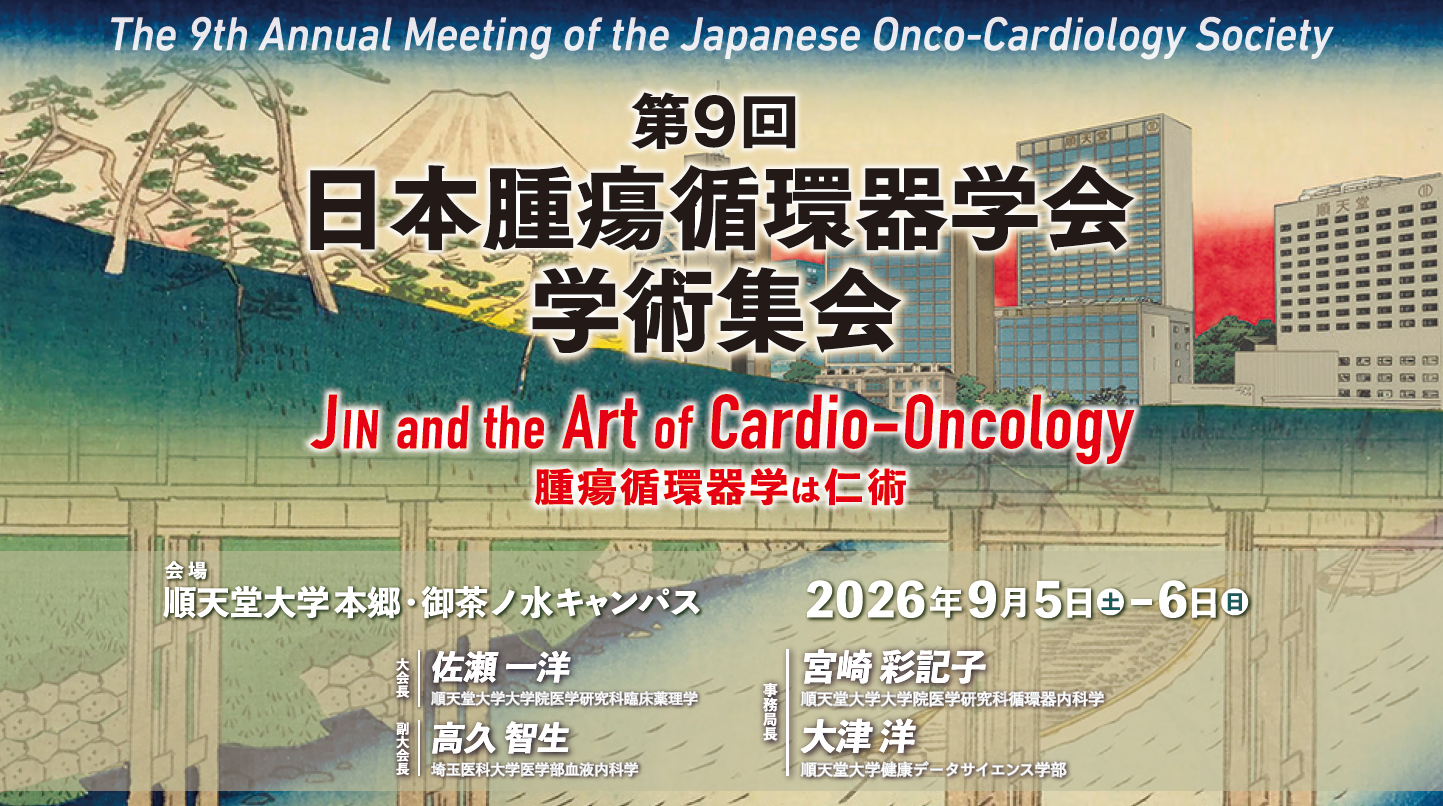 The 9th Annual Meeting of the Japanese Onco-Cardiology Society
第9回
日本腫瘍循環器学会
学術集会
順天堂
順天堂
JIN and the Art of Cardio-Oncology
腫瘍循環器学は仁術
会場
順天堂大学 本郷・御茶ノ水キャンパス
2026年9月5日(土)-6日(日)
大会長
佐瀬 一洋
順天堂大学大学院医学研究科臨床薬理学
副大会長
高久 智生
埼玉医科大学医学部血液内科学
事務局長
宮崎 彩記子
順天堂大学大学院医学研究科循環器内科学
大津 洋
順天堂大学健康データサイエンス学部